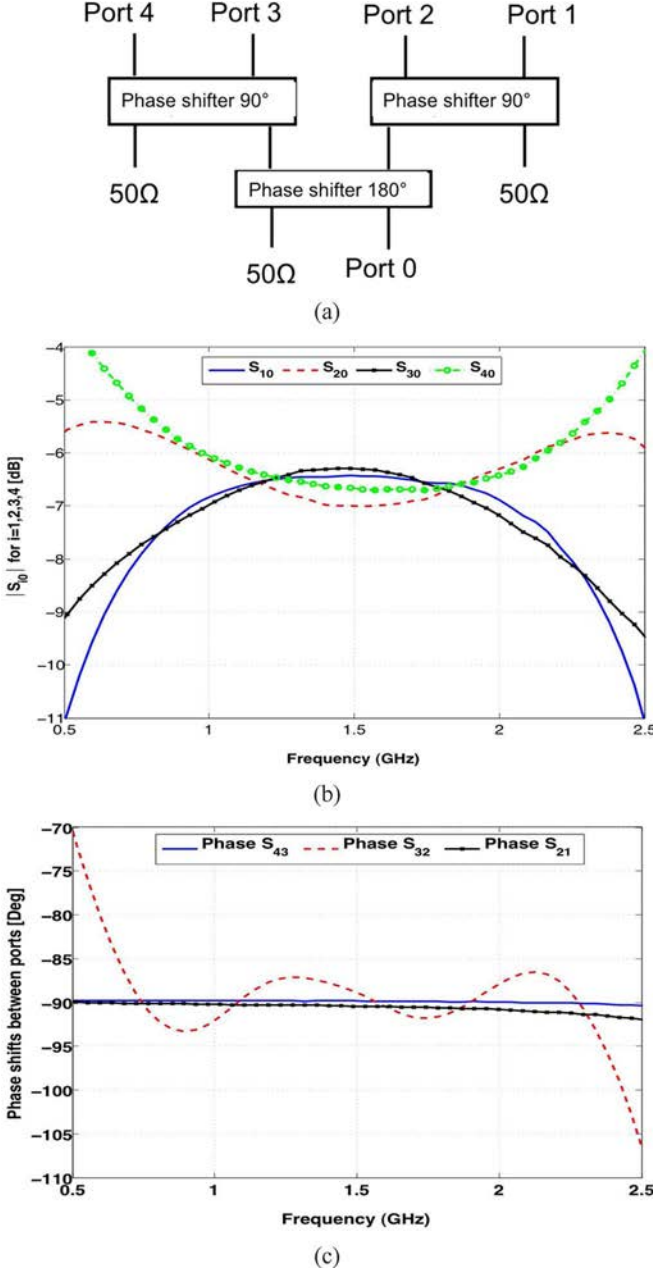 Port 4 Port 3 Port 2 Port 1
Phase shifter 90° Phase shifter 90°
50Ω Phase shifter 180° 50Ω
50Ω Port 0
(a)
S10 S20 S30 S40
|Si0| for i=1,2,3,4 [dB]
−4
−5
−6
−7
−8
−9
−10
−11
0.5 1 1.5 2 2.5
Frequency (GHz)
(b)
Phase S43 Phase S32 Phase S21
Phase shifts between ports [Deg]
−70
−75
−80
−85
−90
−95
−100
−105
−110
0.5 1 1.5 2 2.5
Frequency (GHz)
(c)